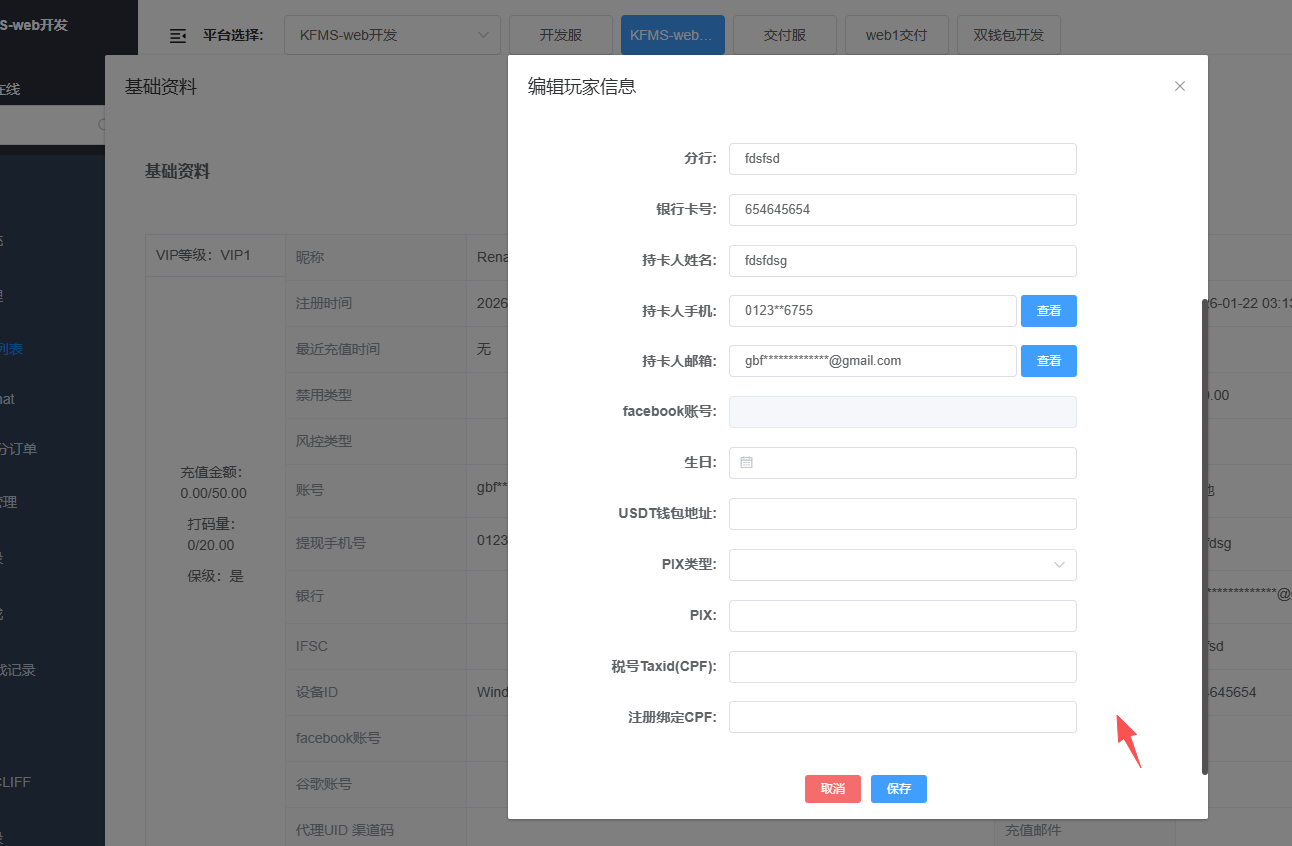 S-web开发
平台选择:
KFMS-web开发
开发服
KFMS-web...
交付服
web1交付
双钱包开发
在线
基础资料
编辑玩家信息
基础资料
分行:
fdsfsd
银行卡号:
654645654
VIP等级：VIP1
昵称
Rena
持卡人姓名:
fdsfdsg
注册时间
2026
6-01-22 03:13
持卡人手机:
0123**6755
查看
列表
最近充值时间
无
持卡人邮箱:
gbf*************@gmail.com
查看
hat
禁用类型
0.00
facebook账号:
分订单
风控类型
生日:
充值金额：
0.00/50.00
账号
gbf**
管理
USDT钱包地址:
打码量：
0/20.00
提现手机号
0123
fdsg
PIX类型:
保级：是
银行
*************@g
PIX:
IFSC
fsd
戏记录
税号Taxid(CPF):
设备ID
Wind
4645654
注册绑定CPF:
facebook账号
CLIFF
谷歌账号
取消
保存
代理UID 渠道码
充值邮件